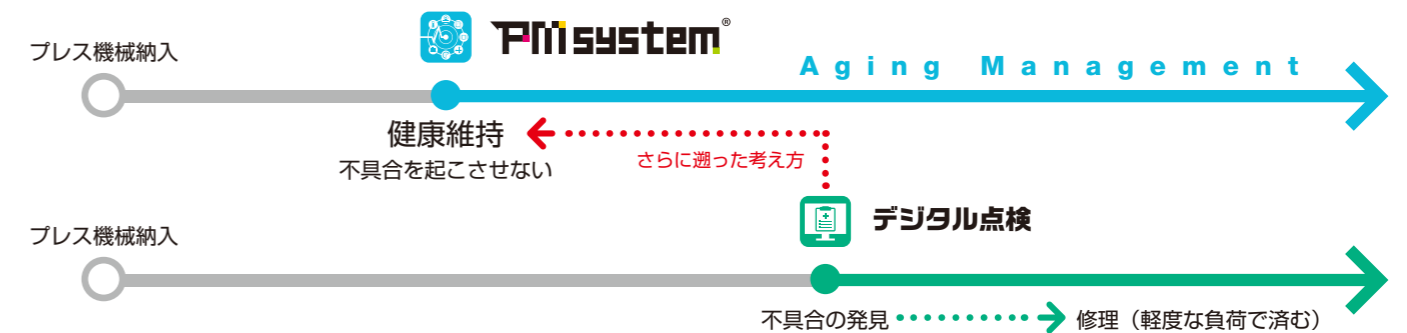 プレス機械納入
PMsystem®
Aging Management
健康維持
不具合を起こさせない
さらに遡った考え方
プレス機械納入
デジタル点検
不具合の発見
修理（軽度な負荷で済む）